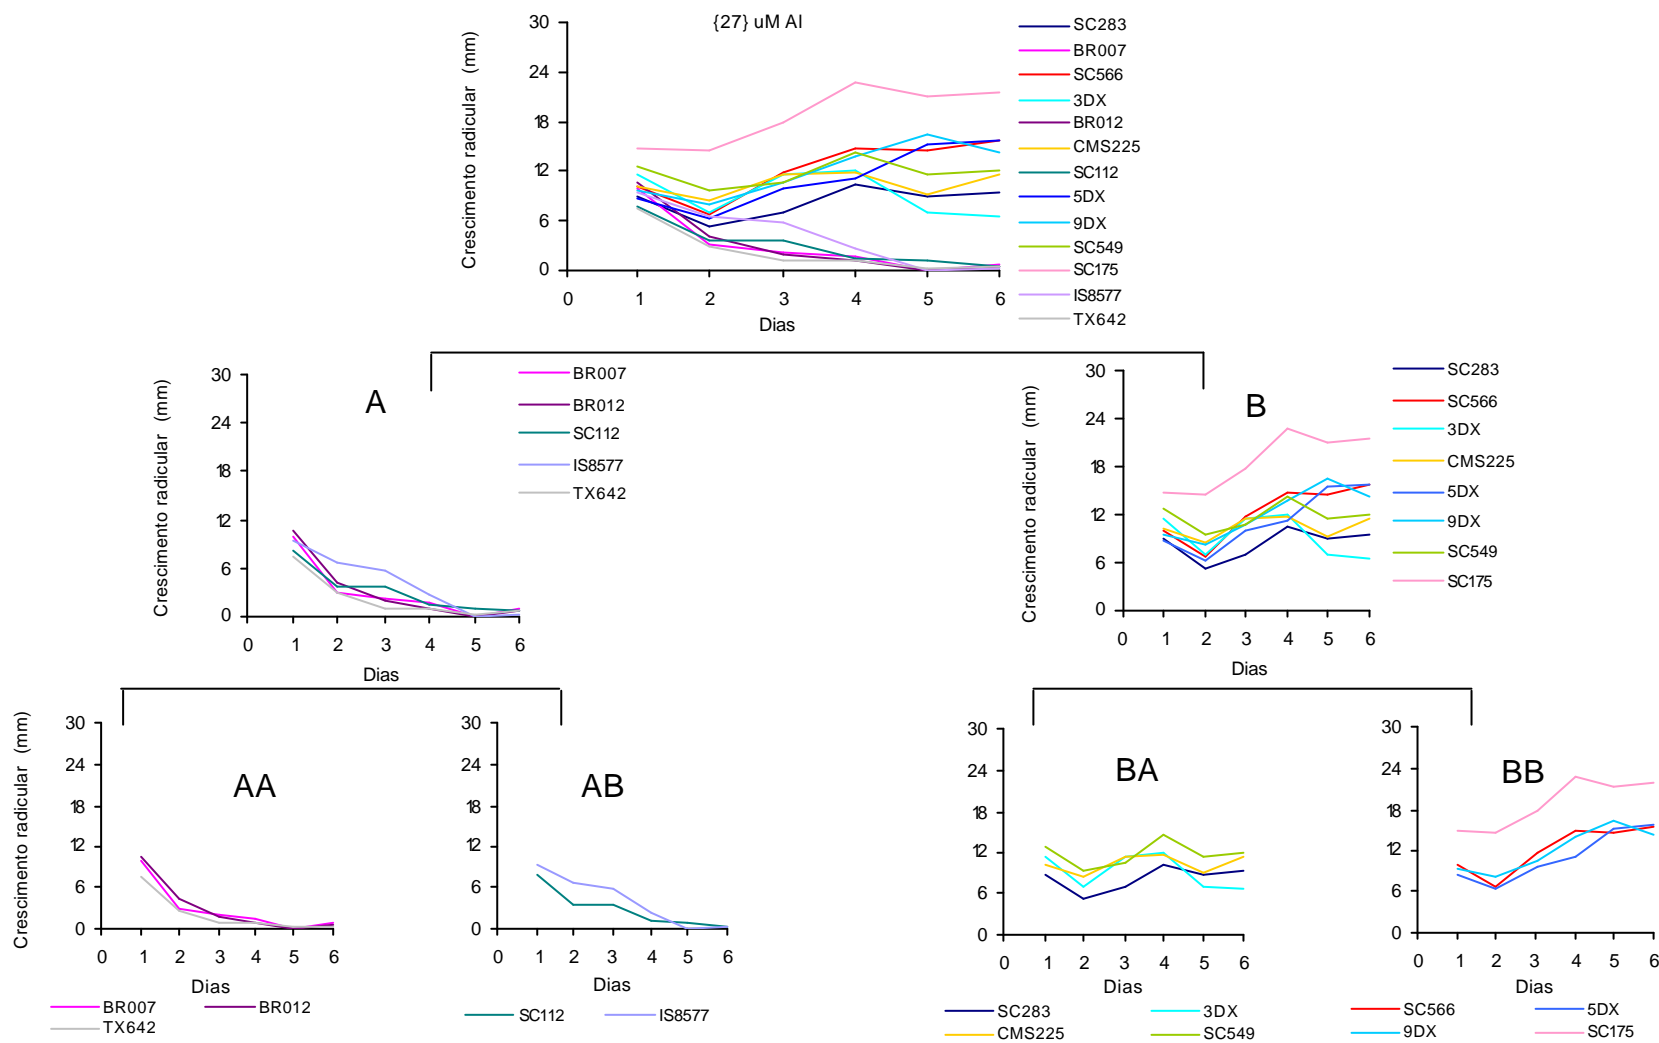 {27} uM Al
Crescimento radicular (mm)
30
24
18
12
6
0
0 1 2 3 4 5 6
Dias
SC283
BR007
SC566
3DX
BR012
CMS225
SC112
5DX
9DX
SC549
SC175
IS8577
TX642
A
Crescimento radicular (mm)
30
24
18
12
6
0
0 1 2 3 4 5 6
Dias
BR007
BR012
SC112
IS8577
TX642
B
Crescimento radicular (mm)
30
24
18
12
6
0
0 1 2 3 4 5 6
Dias
SC283
SC566
3DX
CMS225
5DX
9DX
SC549
SC175
AA
Crescimento radicular (mm)
30
24
18
12
6
0
0 1 2 3 4 5 6
Dias
BR007 BR012
TX642
AB
30
24
18
12
6
0
0 1 2 3 4 5 6
Dias
SC112 IS8577
BA
30
24
18
12
6
0
0 1 2 3 4 5 6
Dias
SC283 3DX
CMS225 SC549
BB
30
24
18
12
6
0
0 1 2 3 4 5 6
Dias
SC566 5DX
9DX SC175